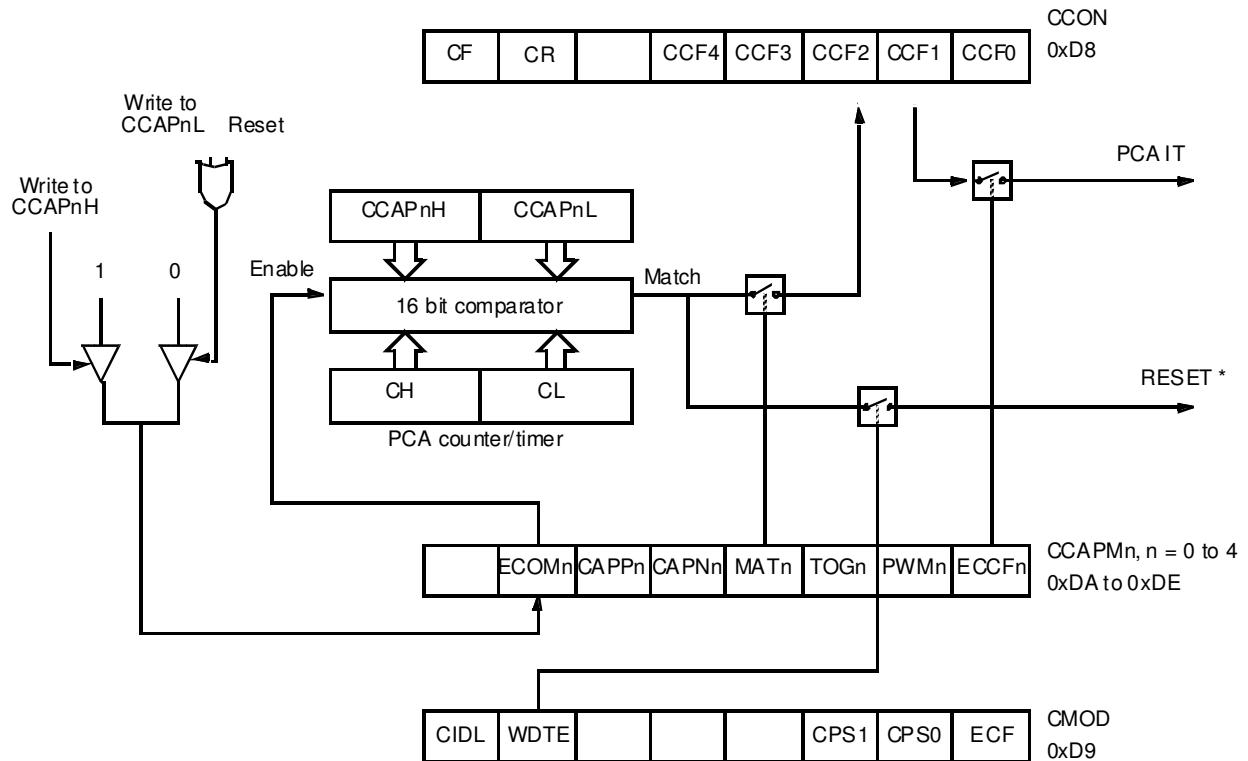 CCON
0xD8
CF CR CCF4 CCF3 CCF2 CCF1 CCF0
Write to
CCAPnL Reset
PCA IT
Write to
CCAPnH
CCAPnH CCAPnL
1 0 Enable Match
16 bit comparator
RESET *
CH CL
PCA counter/timer
ECOMn CAPPn CAPNn MATn TOGn PWMn ECCFn
CCAPMn, n = 0 to 4
0xDA to 0xDE
CIDL WDTE CPS1 CPS0 ECF
CMOD
0xD9